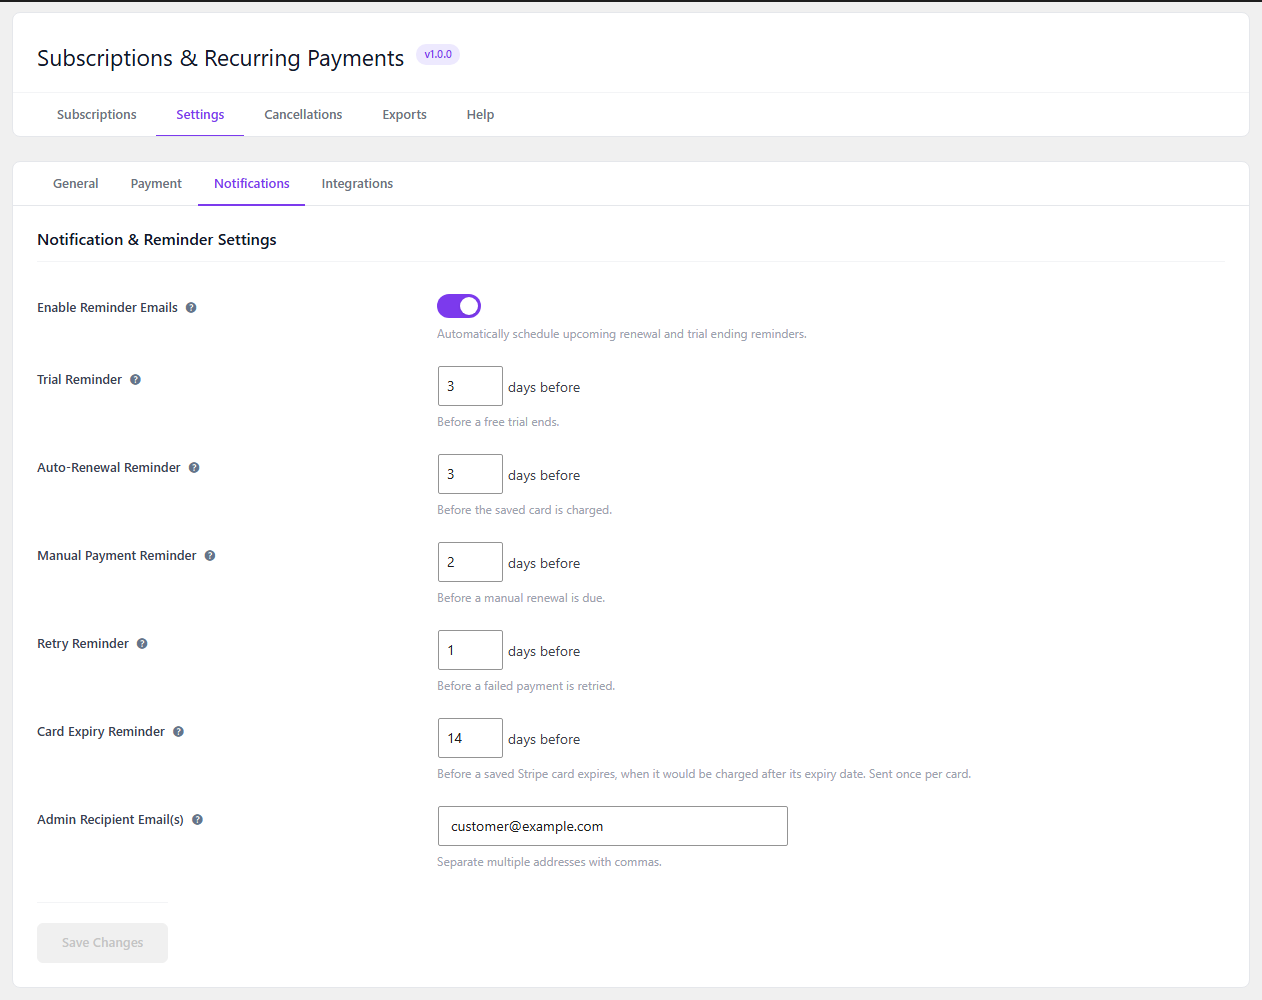 Subscriptions & Recurring Payments v1.0.0
Subscriptions Settings Cancellations Exports Help
General Payment Notifications Integrations
Notification & Reminder Settings
Enable Reminder Emails ?
Automatically schedule upcoming renewal and trial ending reminders.
Trial Reminder ?
3 days before
Before a free trial ends.
Auto-Renewal Reminder ?
3 days before
Before the saved card is charged.
Manual Payment Reminder ?
2 days before
Before a manual renewal is due.
Retry Reminder ?
1 days before
Before a failed payment is retried.
Card Expiry Reminder ?
14 days before
Before a saved Stripe card expires, when it would be charged after its expiry date. Sent once per card.
Admin Recipient Email(s) ?
customer@example.com
Separate multiple addresses with commas.
Save Changes